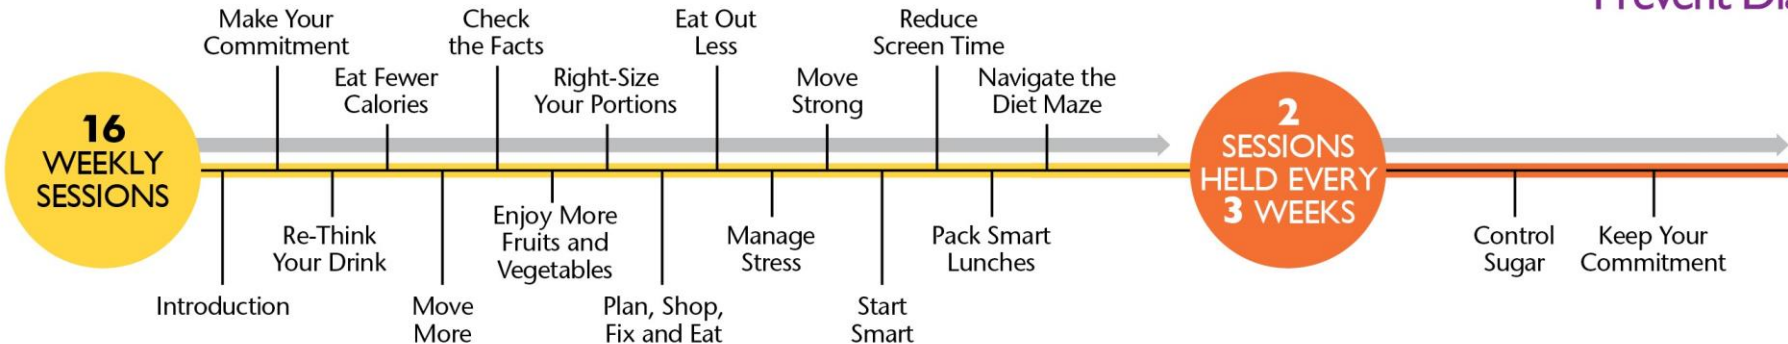 Prevent Dia
16
WEEKLY
SESSIONS
Introduction
Make Your
Commitment
Re-Think
Your Drink
Eat Fewer
Calories
Move
More
Check
the Facts
Enjoy More
Fruits and
Vegetables
Right-Size
Your Portions
Plan, Shop,
Fix and Eat
Eat Out
Less
Manage
Stress
Move
Strong
Start
Smart
Reduce
Screen Time
Pack Smart
Lunches
Navigate the
Diet Maze
2
SESSIONS
HELD EVERY
3 WEEKS
Control
Sugar
Keep Your
Commitment